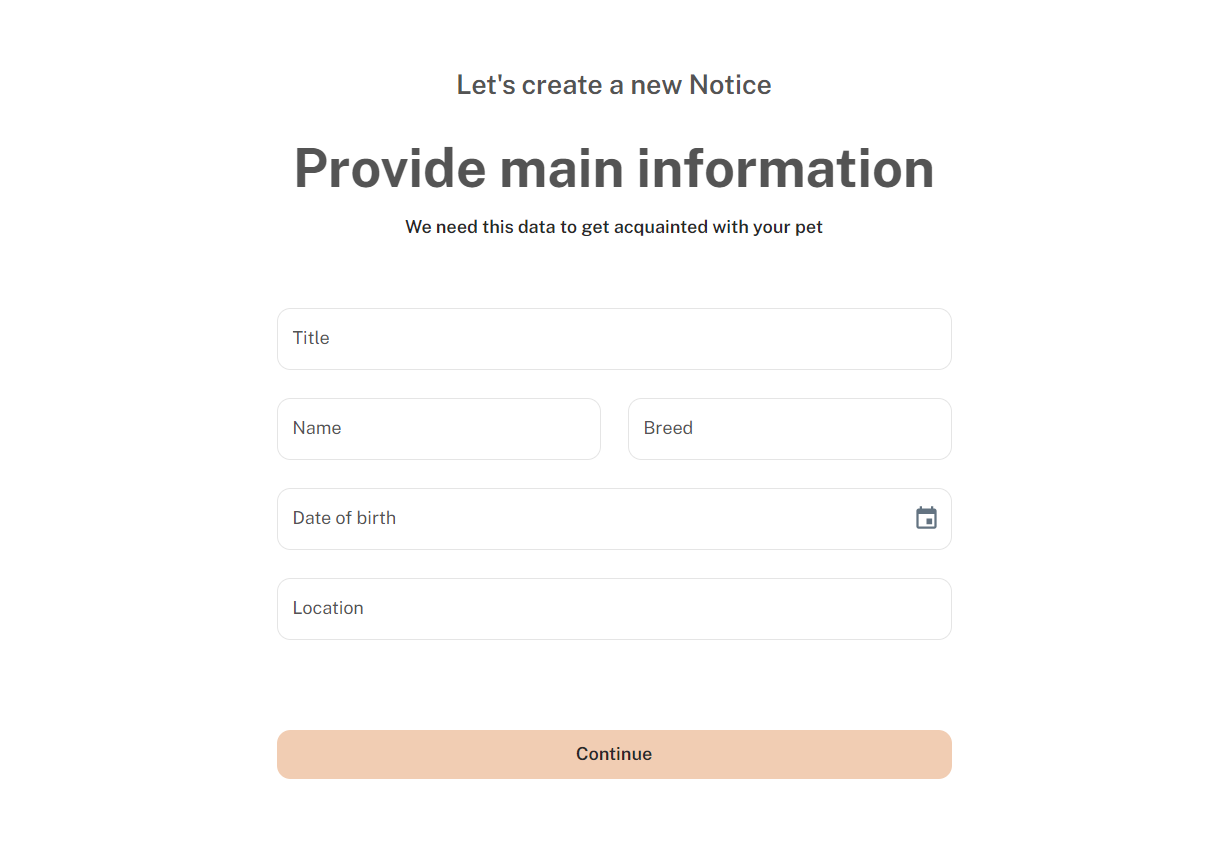 Let's create a new Notice
Provide main information
We need this data to get acquainted with your pet
Title
Name
Breed
Date of birth
Location
Continue